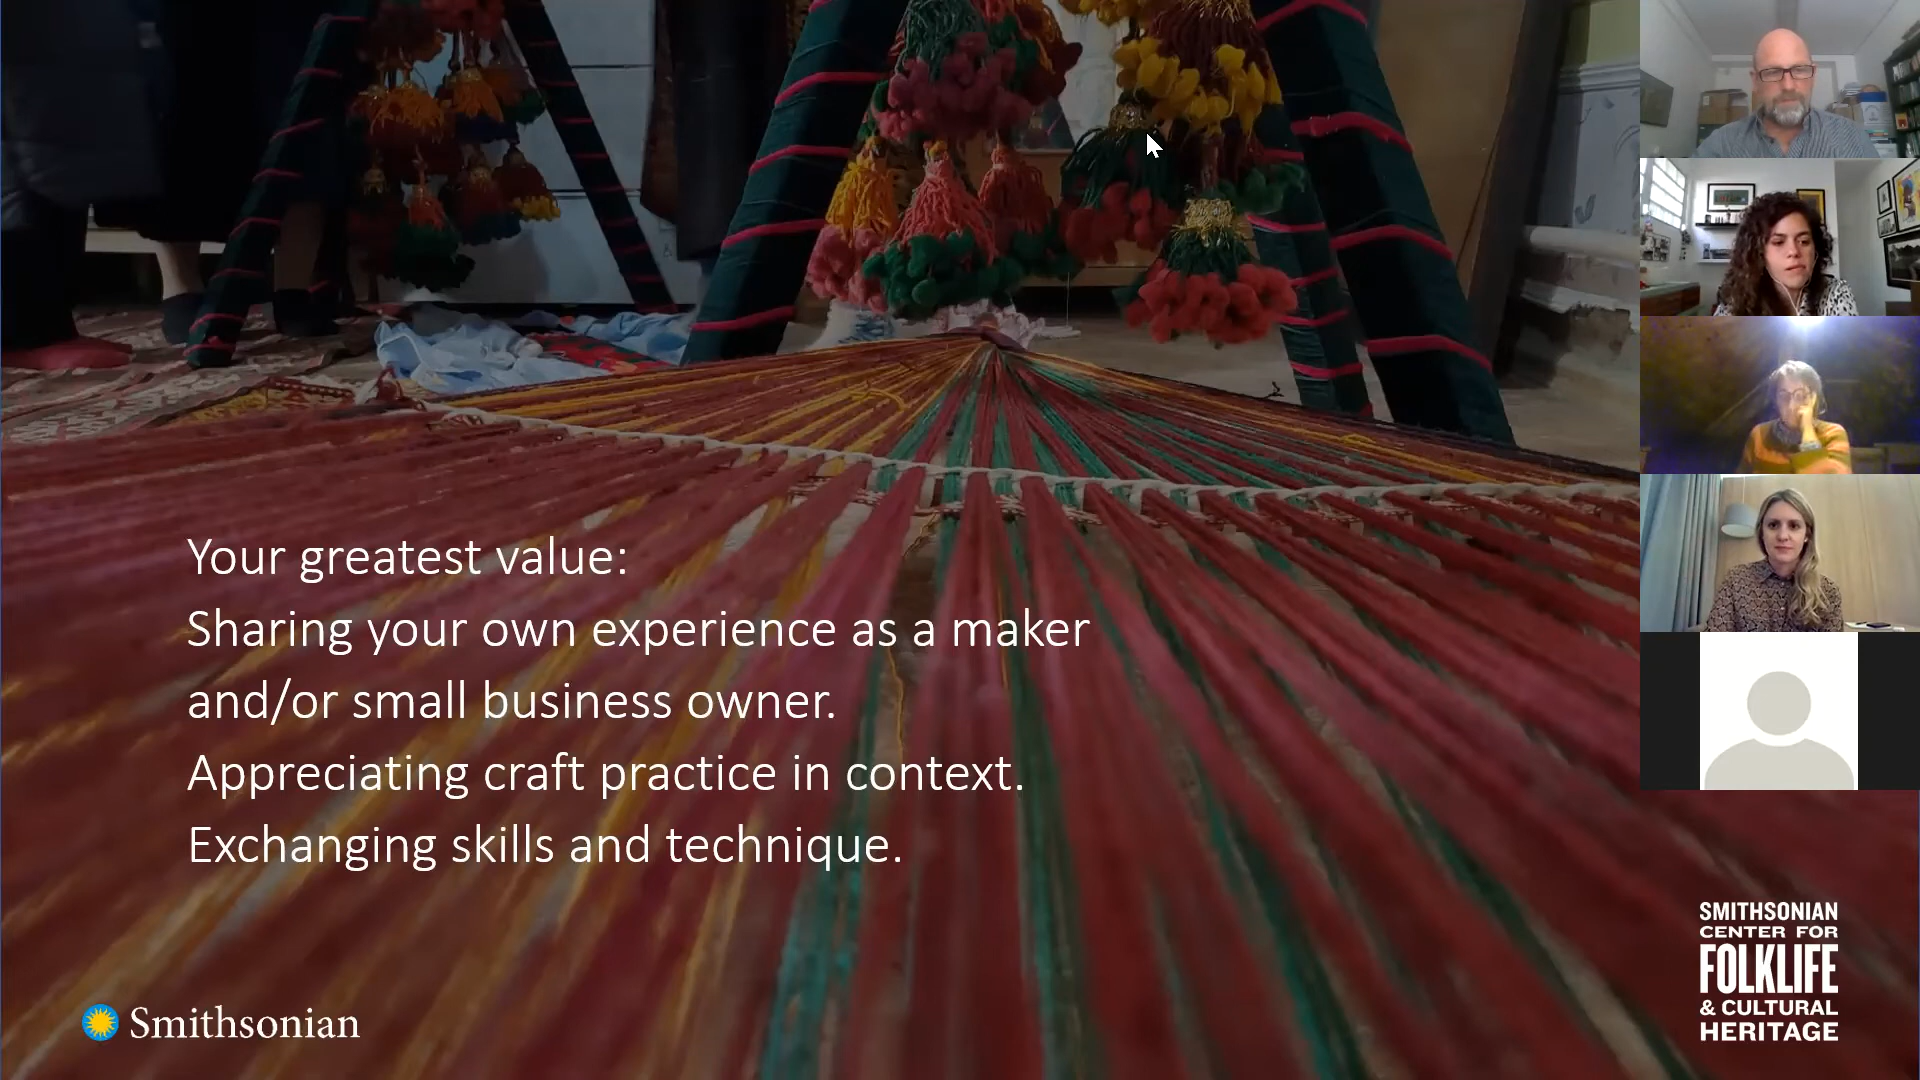 Your greatest value:
Sharing your own experience as a maker
and/or small business owner.
Appreciating craft practice in context.
Exchanging skills and technique.
Smithsonian
SMITHSONIAN
CENTER FOR
FOLKLIFE
& CULTURAL
HERITAGE